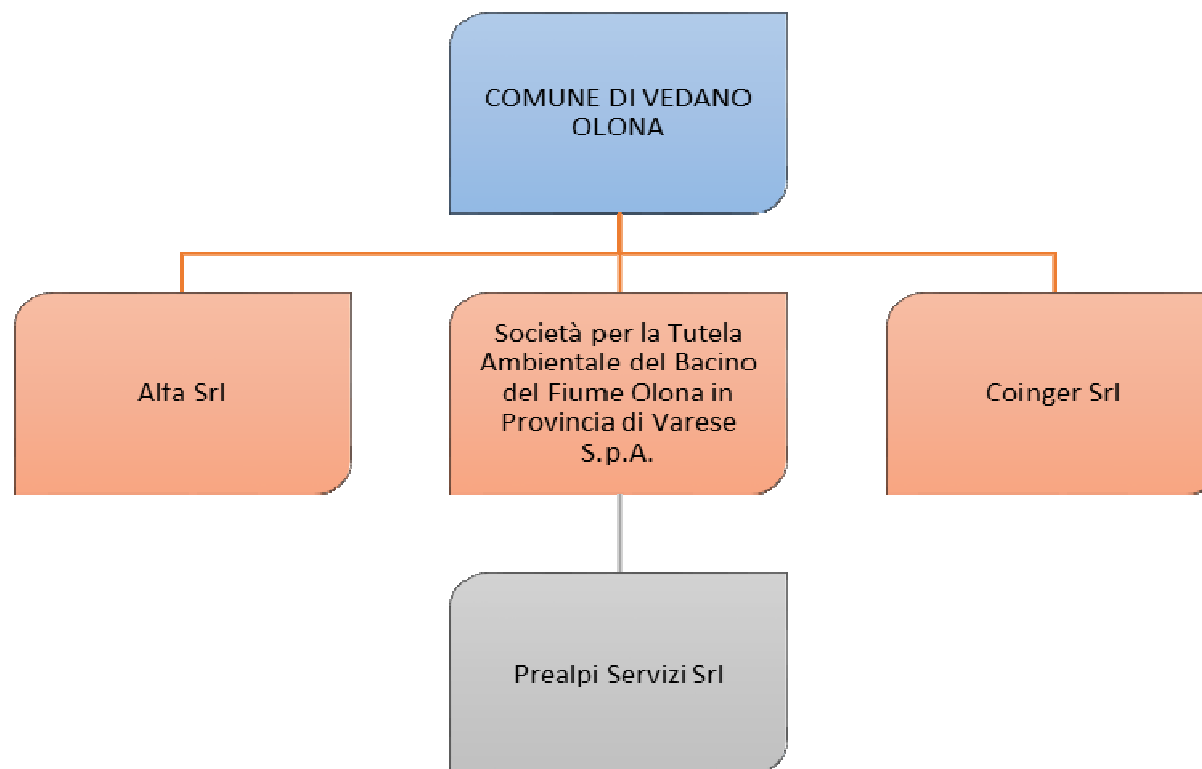 COMUNE DI VEDANO
OLONA
Alfa Srl
Società per la Tutela
Ambientale del Bacino
del Fiume Olona in
Provincia di Varese
S.p.A.
Coinger Srl
Prealpi Servizi Srl